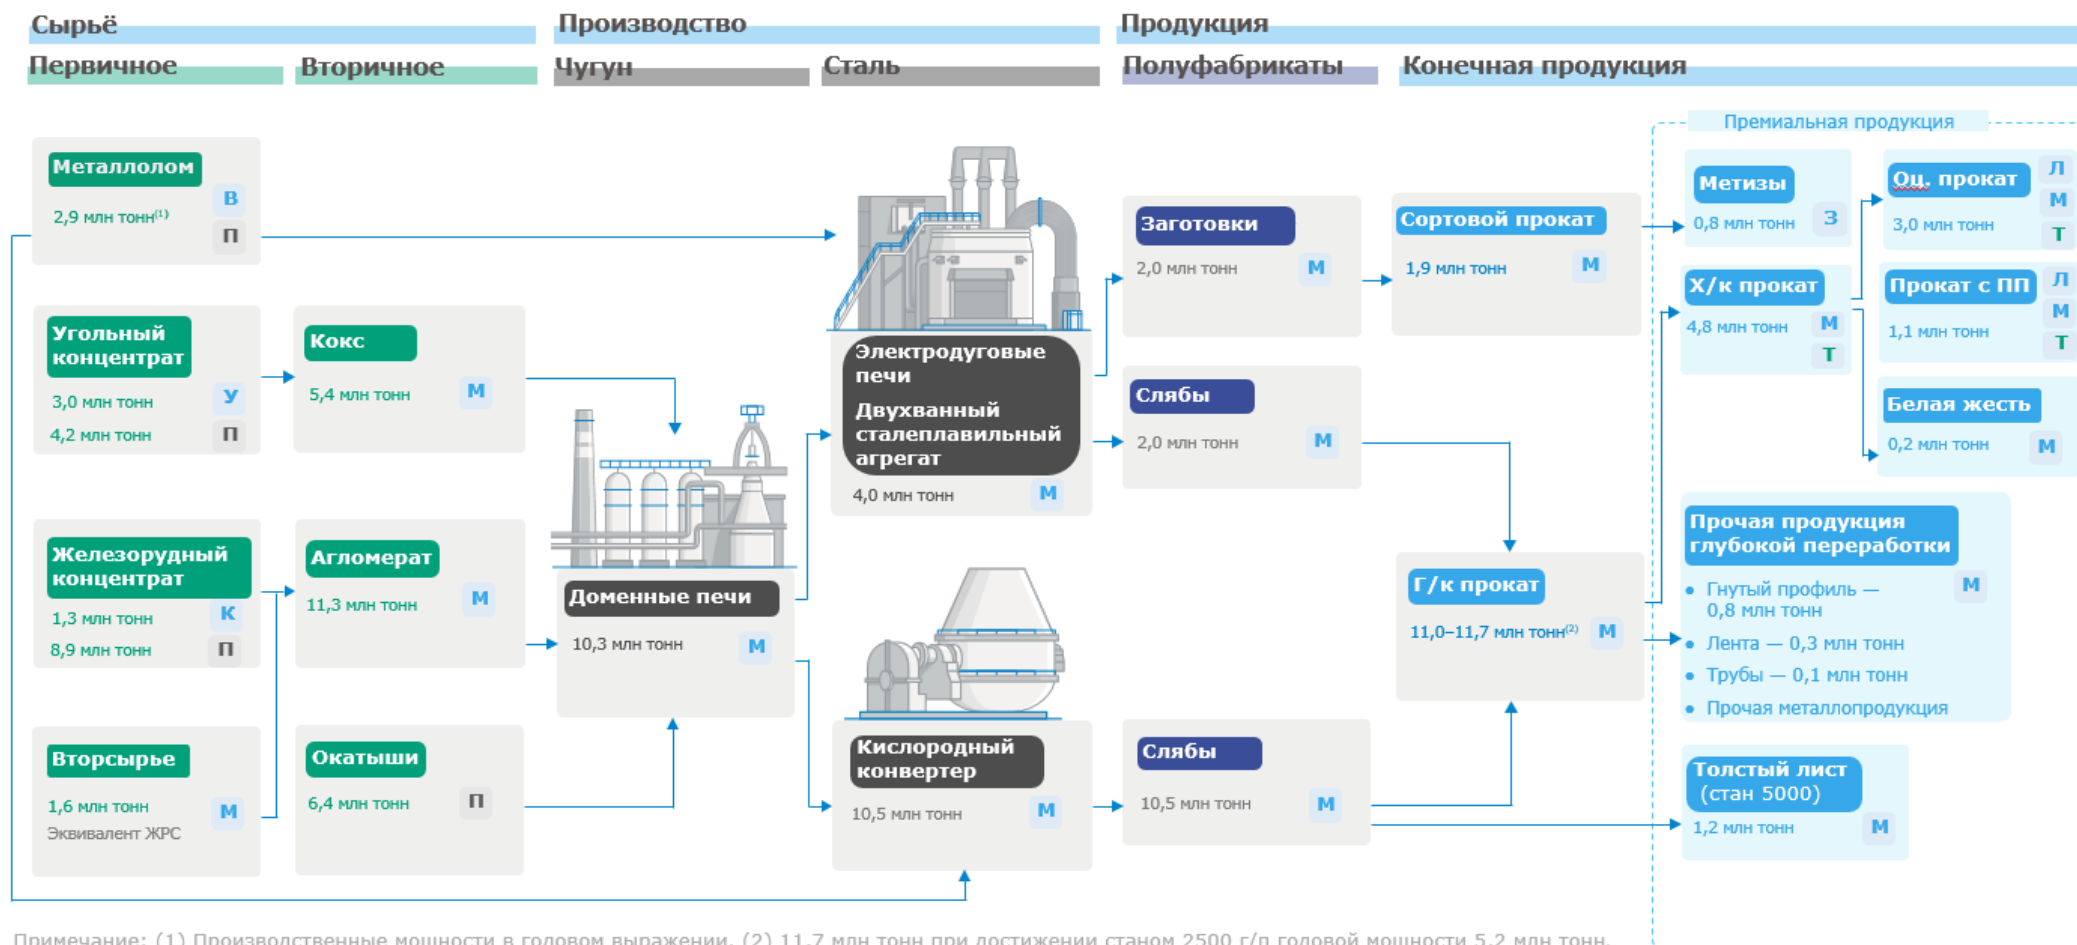 Сырьё
Производство
Продукция
Первичное
Вторичное
Чугун
Сталь
Полуфабрикаты
Конечная продукция
Металлолом
2,9 млн тонн(1)
В
П
Угольный
концентрат
3,0 млн тонн
У
4,2 млн тонн
П
Железорудный
концентрат
1,3 млн тонн
К
8,9 млн тонн
П
Вторсырье
1,6 млн тонн
М
Эквивалент ЖРС
Кокс
5,4 млн тонн
М
Агломерат
11,3 млн тонн
М
Окатыши
6,4 млн тонн
П
Доменные печи
10,3 млн тонн
М
Электродуговые
печи
Двухванный
сталеплавильный
агрегат
4,0 млн тонн
М
Кислородный
конвертер
10,5 млн тонн
М
Заготовки
2,0 млн тонн
М
Слябы
2,0 млн тонн
М
Слябы
10,5 млн тонн
М
Сортовой прокат
1,9 млн тонн
М
Г/к прокат
11,0–11,7 млн тонн(2)
М
Премиальная продукция
Метизы
0,8 млн тонн
З
Х/к прокат
4,8 млн тонн
М
Т
Оц. прокат
3,0 млн тонн
Л
М
Т
Прокат с ПП
1,1 млн тонн
Л
М
Т
Белая жесть
0,2 млн тонн
М
Прочая продукция
глубокой переработки
М
• Гнутый профиль —
0,8 млн тонн
• Лента — 0,3 млн тонн
• Трубы — 0,1 млн тонн
• Прочая металлопродукция
Толстый лист
(стан 5000)
1,2 млн тонн
М
Примечание: (1) Производственные мощности в годовом выражении. (2) 11,7 млн тонн при достижении станом 2500 г/п годовой мощности 5,2 млн тонн.